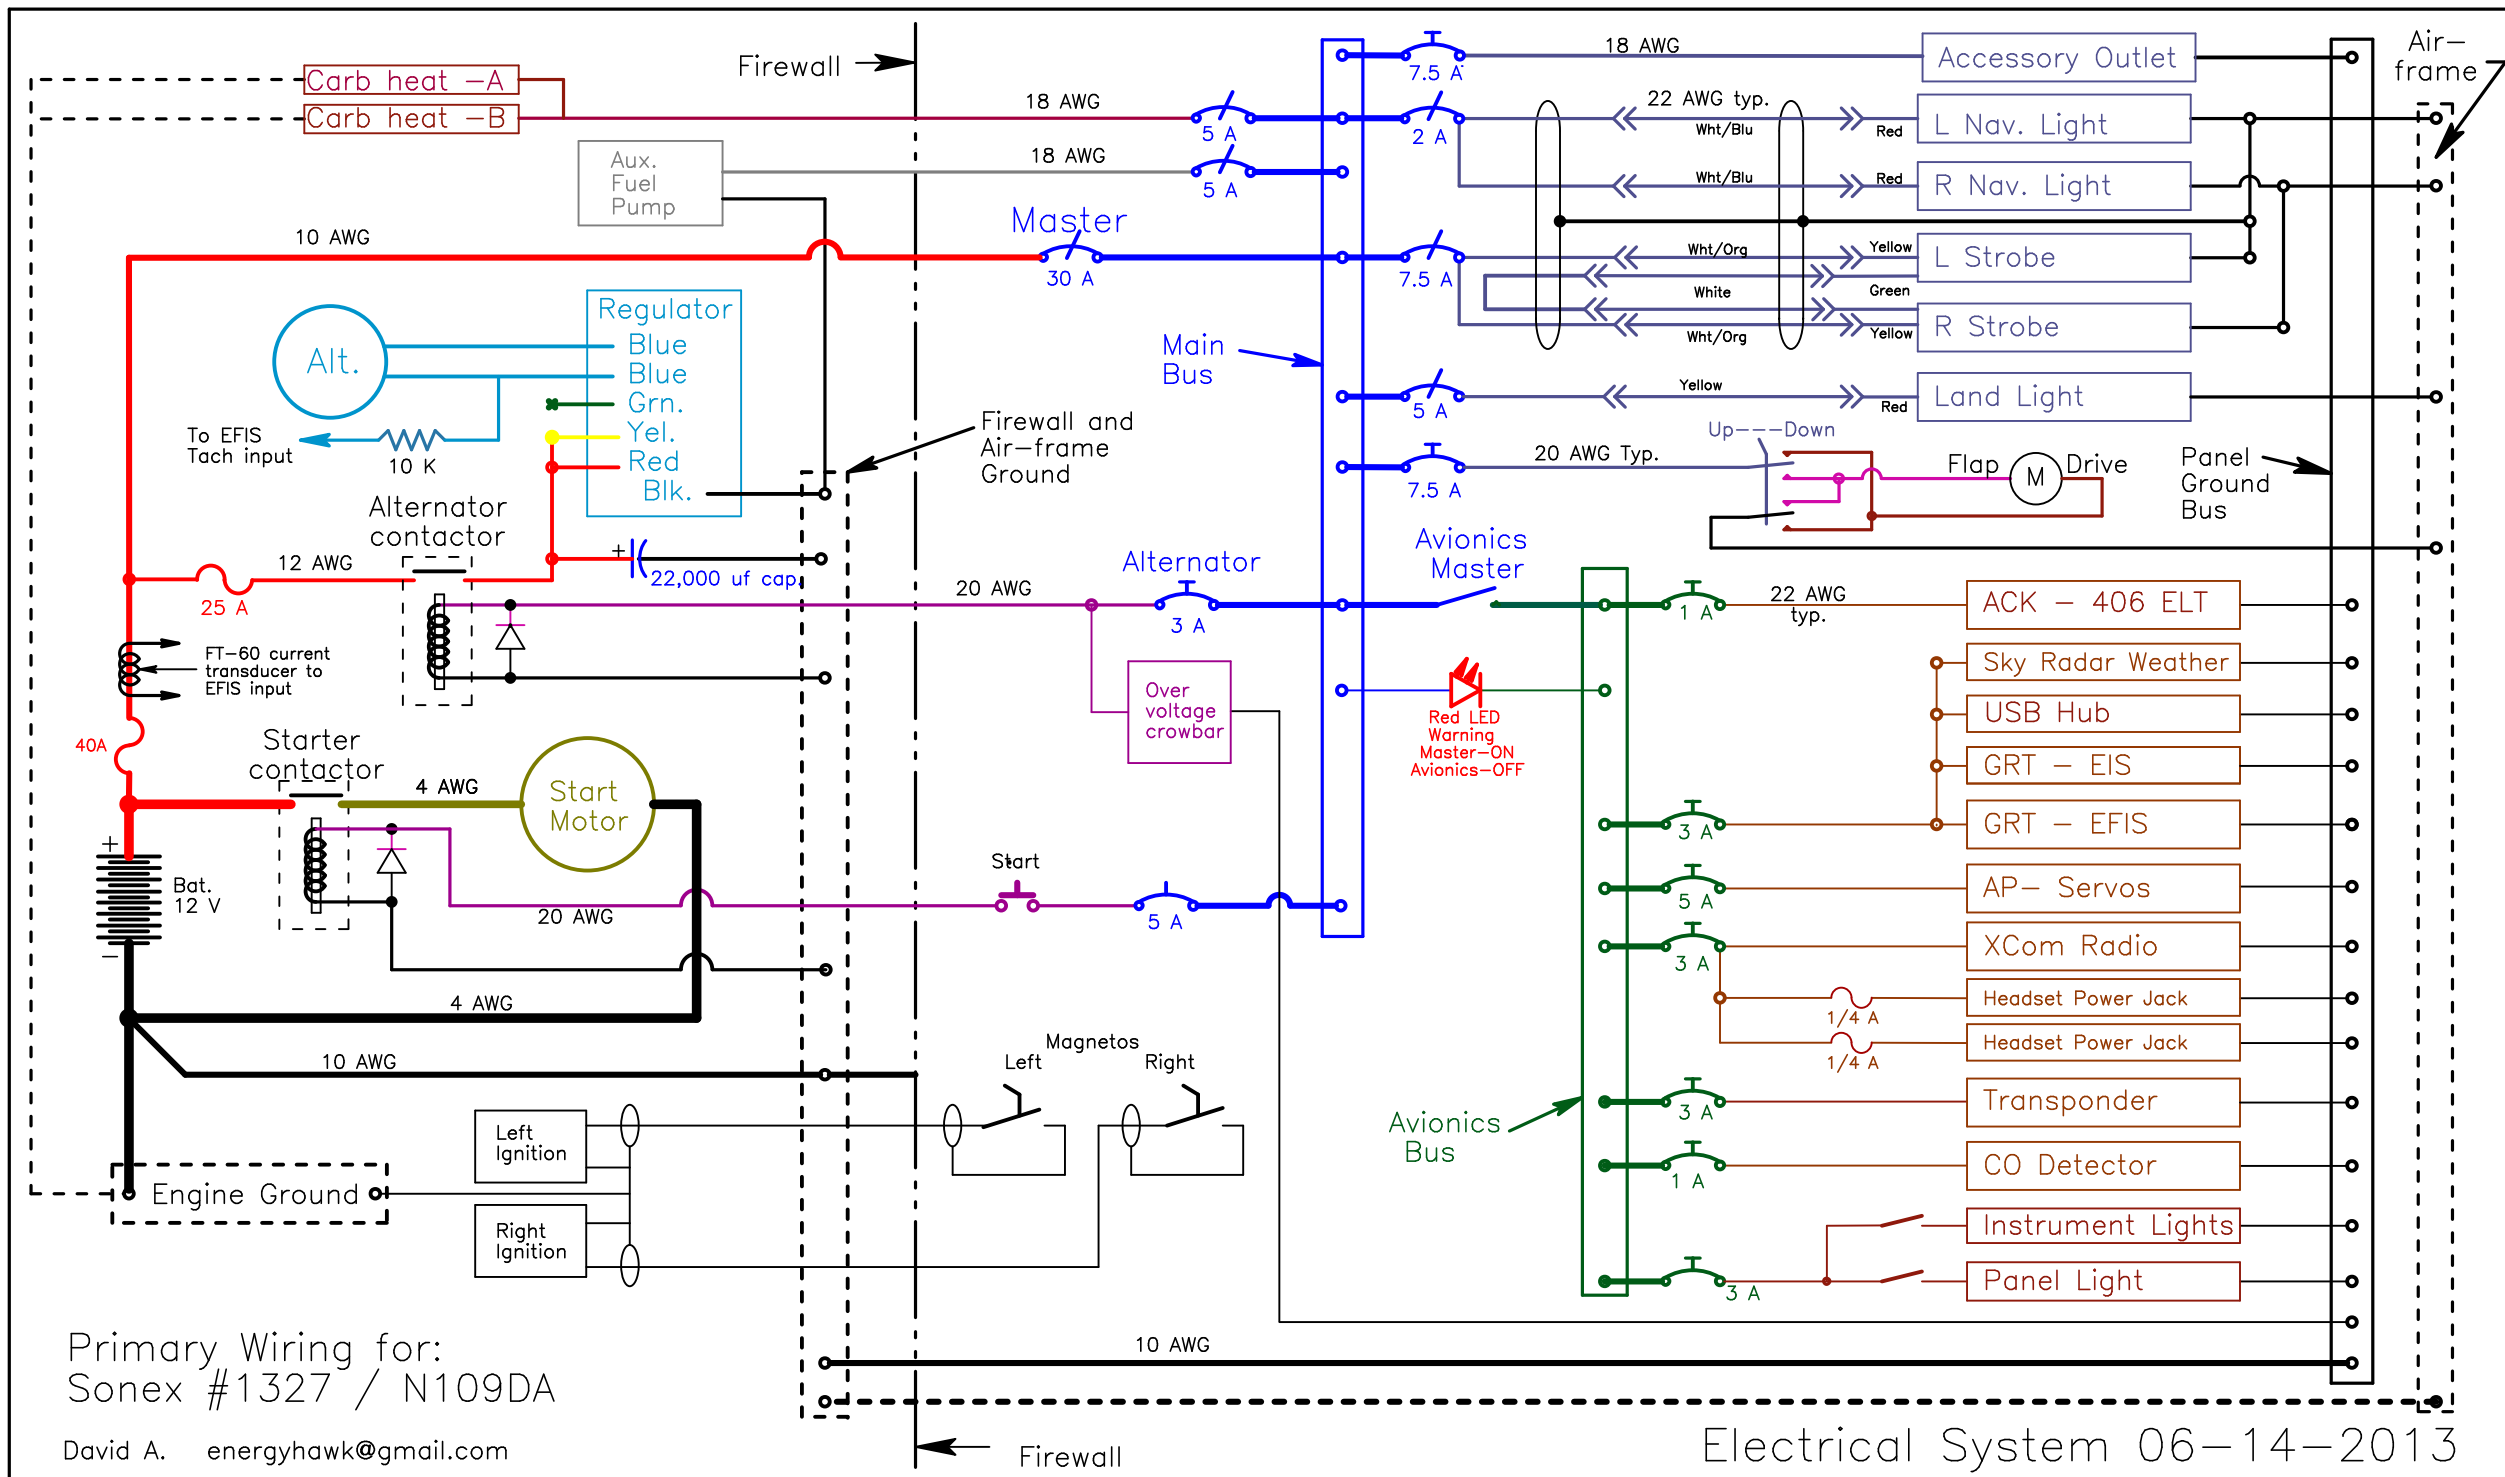 Firewall
Air-
frame
Carb heat -A
Carb heat -B
18 AWG
5 A
Aux.
Fuel
Pump
18 AWG
5 A
10 AWG
Master
30 A
7.5 A
18 AWG
Accessory Outlet
2 A
22 AWG typ.
Wht/Blu
Red
L Nav. Light
Wht/Blu
Red
R Nav. Light
7.5 A
Wht/Org
Yellow
L Strobe
White
Green
Wht/Org
Yellow
R Strobe
Main
Bus
5 A
Yellow
Red
Land Light
7.5 A
20 AWG Typ.
Up---Down
Flap
M
Drive
Panel
Ground
Bus
Alt.
Regulator
Blue
Blue
Grn.
Yel.
Red
Blk.
To EFIS
Tach input
10 K
Firewall and
Air-frame
Ground
Alternator
contactor
12 AWG
25 A
+
22,000 uf cap.
20 AWG
Alternator
3 A
Avionics
Master
FT-60 current
transducer to
EFIS input
Over
voltage
crowbar
Red LED
Warning
Master-ON
Avionics-OFF
40A
Starter
contactor
4 AWG
Start
Motor
+
Bat.
12 V
-
20 AWG
Start
5 A
4 AWG
10 AWG
1 A
22 AWG
typ.
ACK - 406 ELT
Sky Radar Weather
USB Hub
GRT - EIS
3 A
GRT - EFIS
5 A
AP- Servos
3 A
XCom Radio
1/4 A
Headset Power Jack
1/4 A
Headset Power Jack
3 A
Transponder
1 A
CO Detector
Instrument Lights
3 A
Panel Light
Avionics
Bus
Magnetos
Left
Right
Left
Ignition
Engine Ground
Right
Ignition
10 AWG
Primary Wiring for:
Sonex #1327 / N109DA
David A. energyhawk@gmail.com
Firewall
Electrical System 06-14-2013